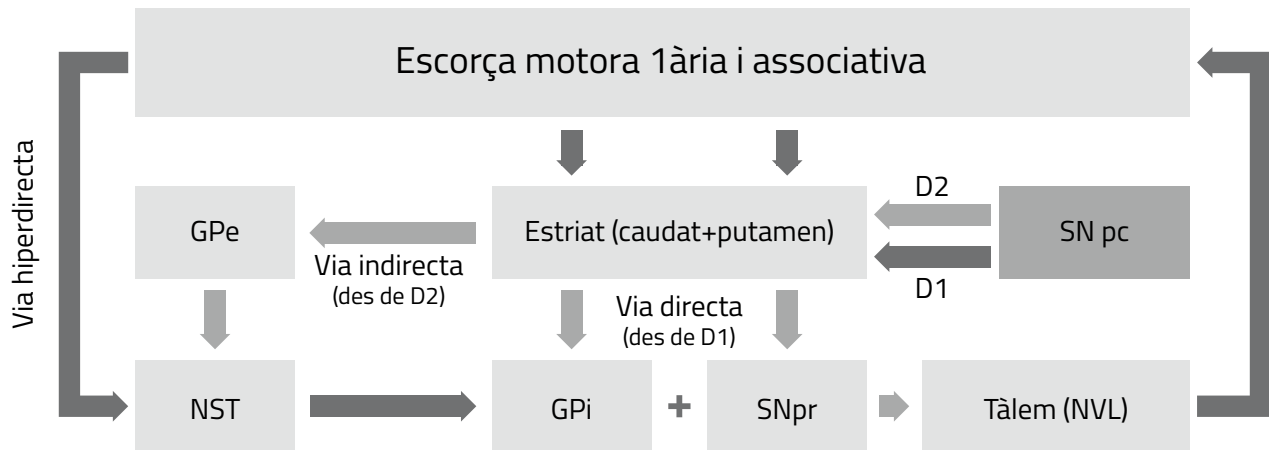 Escorça motora 1ària i associativa
Via hiperdirecta
GPe
Via indirecta
(des de D2)
Estriat (caudat+putamen)
D2
D1
SN pc
Via directa
(des de D1)
NST
GPi
+
SNpr
Tàlem (NVL)